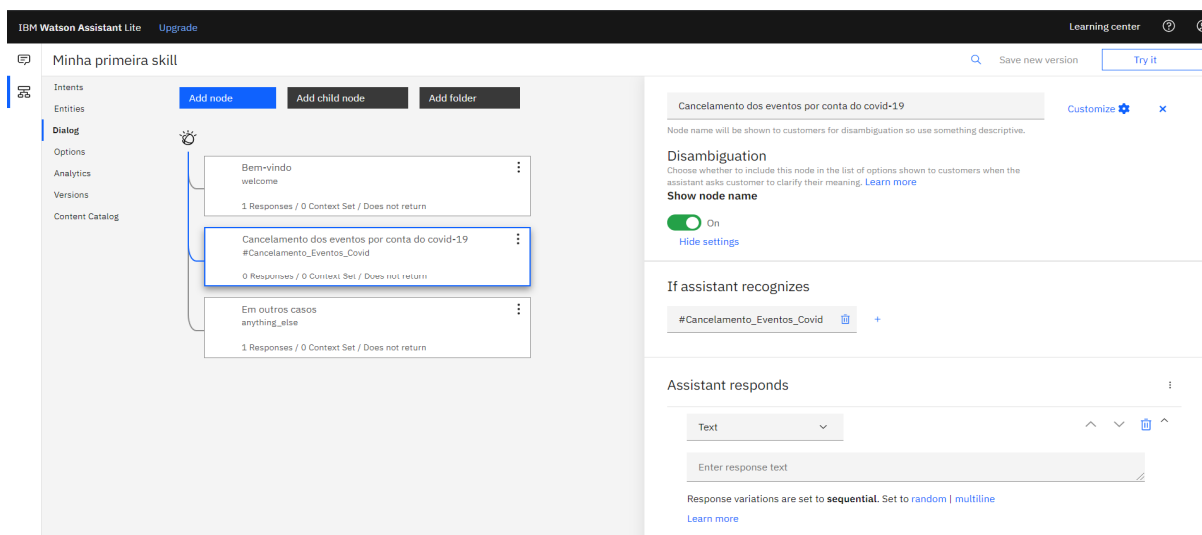 IBM Watson Assistant Lite Upgrade Learning center
Minha primeira skill Save new version Try it
Intents
Entities
Dialog
Options
Analytics
Versions
Content Catalog
Add node Add child node Add folder
Bem-vindo
welcome
1 Responses / 0 Context Set / Does not return
Cancelamento dos eventos por conta do covid-19
#Cancelamento_Eventos_Covid
0 Responses / 0 Context Set / Does not return
Em outros casos
anything_else
1 Responses / 0 Context Set / Does not return
Cancelamento dos eventos por conta do covid-19 Customize
Node name will be shown to customers for disambiguation so use something descriptive.
Disambiguation
Choose whether to include this node in the list of options shown to customers when the
assistant asks customer to clarify their meaning. Learn more
Show node name
On
Hide settings
If assistant recognizes
#Cancelamento_Eventos_Covid
Assistant responds
Text
Enter response text
Response variations are set to sequential. Set to random | multiline
Learn more